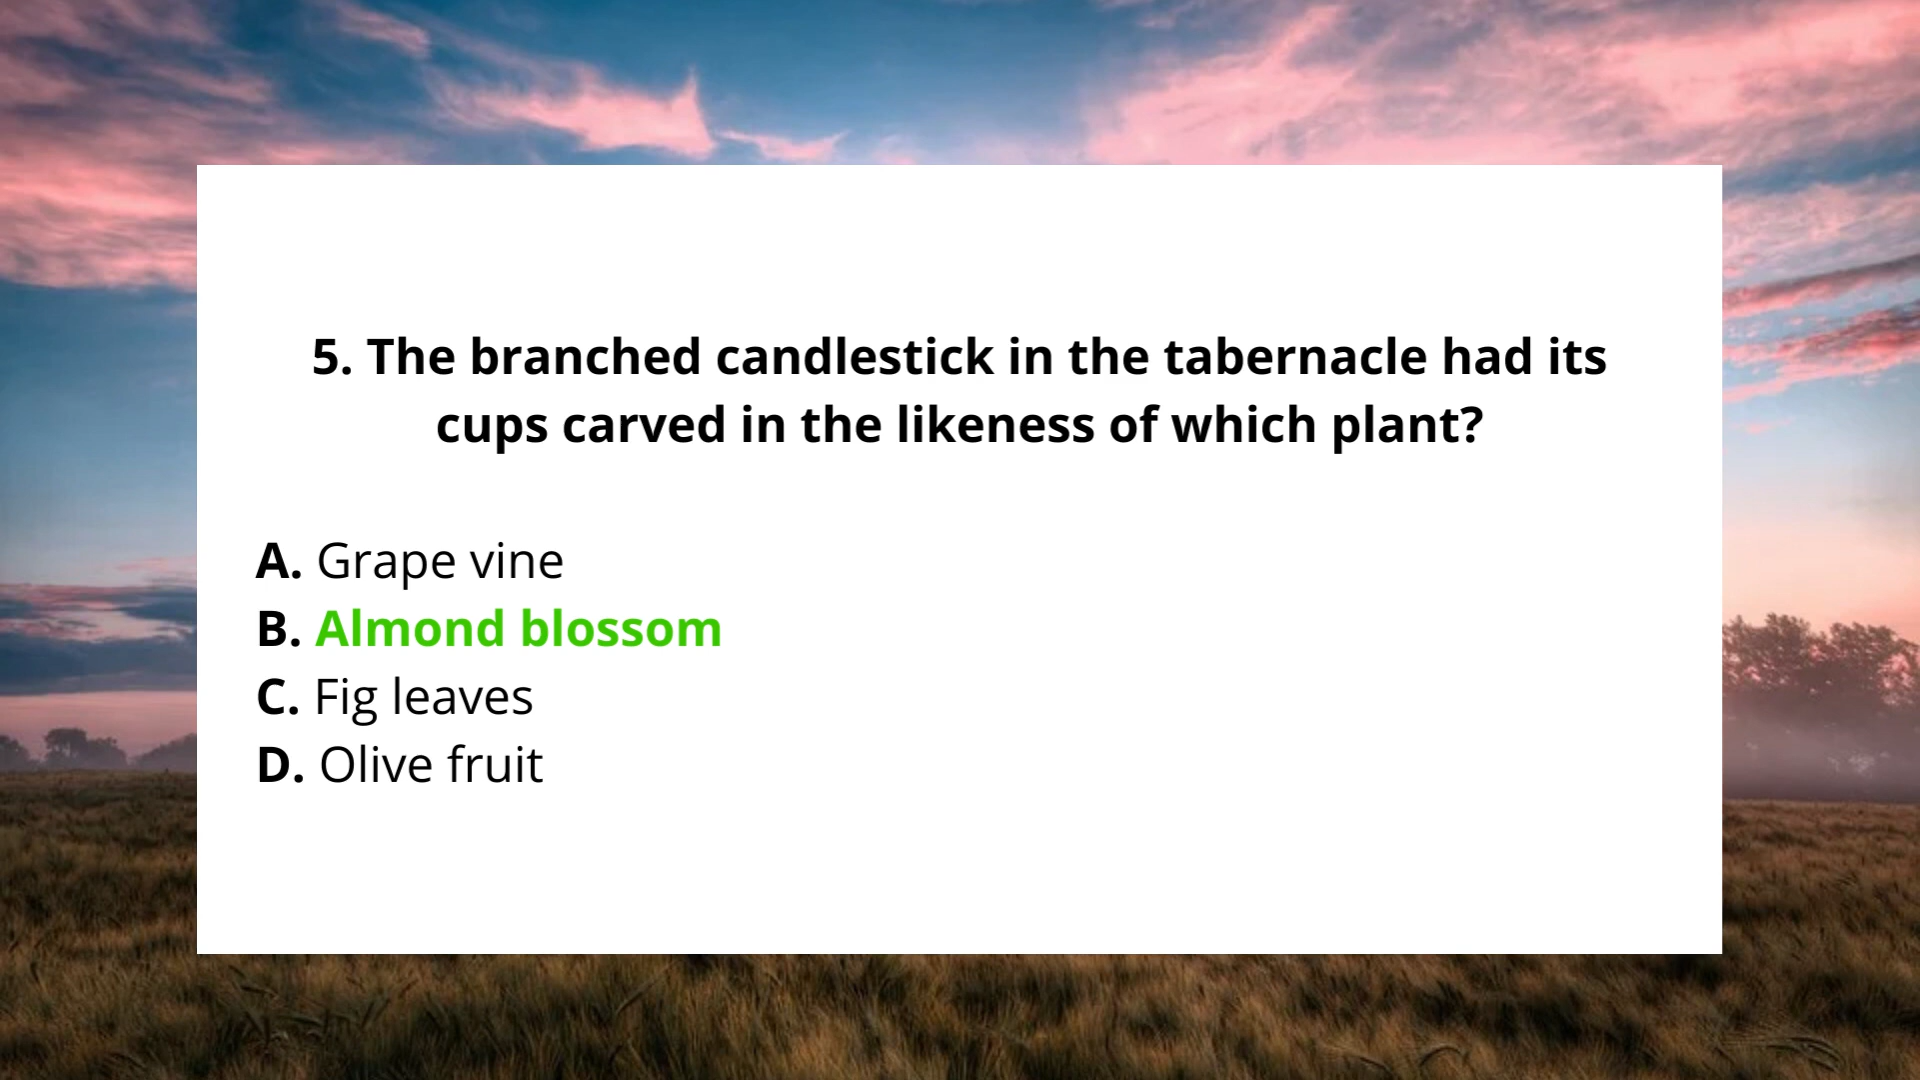 5. The branched candlestick in the tabernacle had its
cups carved in the likeness of which plant?
A. Grape vine
B. Almond blossom
C. Fig leaves
D. Olive fruit